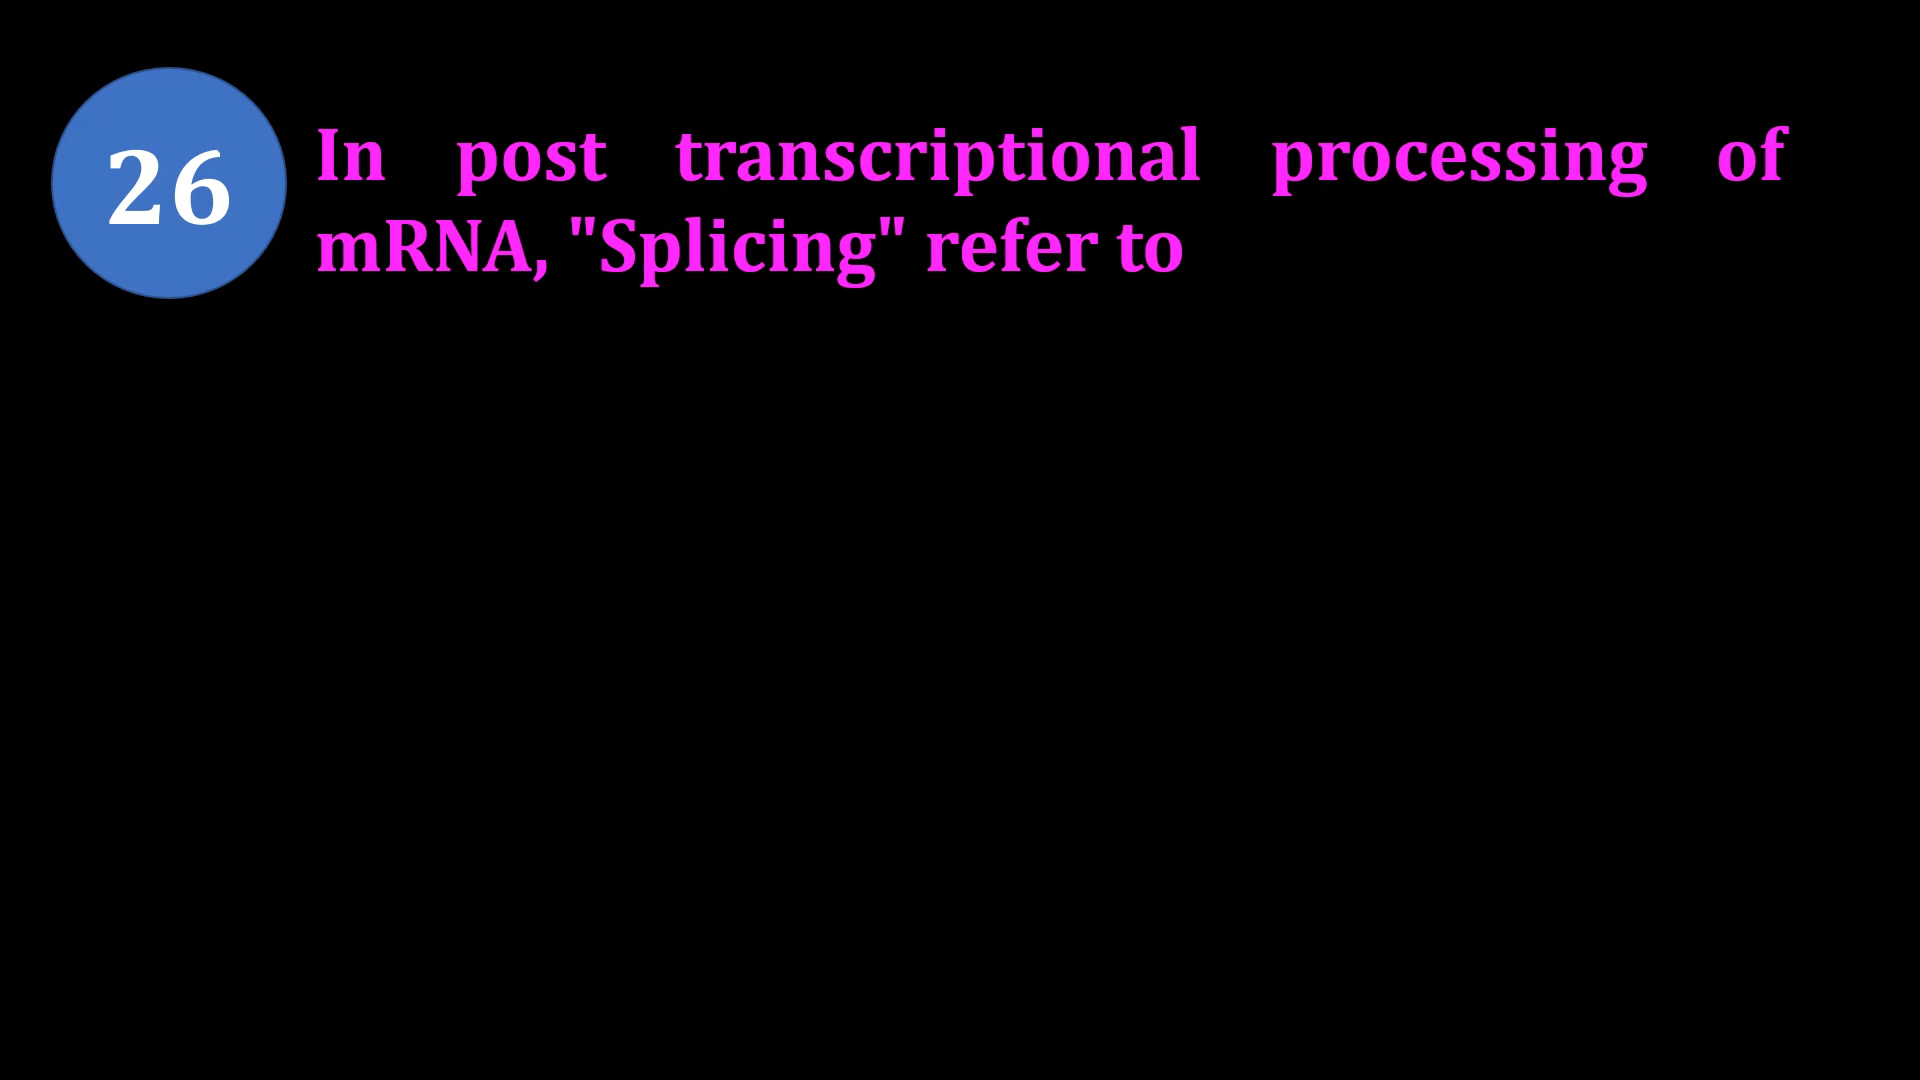 26
In post transcriptional processing of
mRNA, "Splicing" refer to